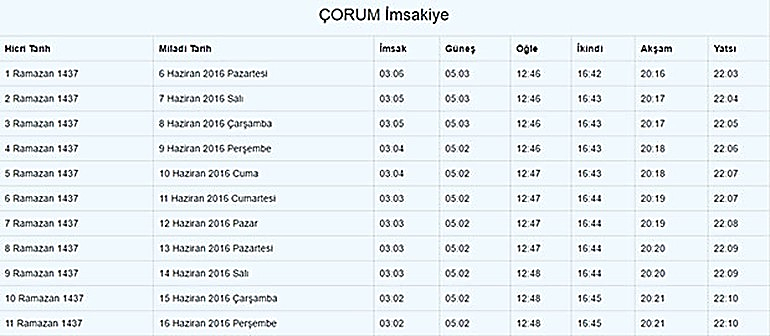 ÇORUM İmsakiye
Hicri Tarih Miladi Tarih İmsak Güneş Öğle İkindi Akşam Yatsı
1 Ramazan 1437 6 Haziran 2016 Pazartesi 03:06 05:03 12:46 16:42 20:16 22:03
2 Ramazan 1437 7 Haziran 2016 Salı 03:05 05:03 12:46 16:43 20:17 22:04
3 Ramazan 1437 8 Haziran 2016 Çarşamba 03:05 05:03 12:46 16:43 20:17 22:05
4 Ramazan 1437 9 Haziran 2016 Perşembe 03:04 05:02 12:46 16:43 20:18 22:06
5 Ramazan 1437 10 Haziran 2016 Cuma 03:04 05:02 12:47 16:43 20:18 22:07
6 Ramazan 1437 11 Haziran 2016 Cumartesi 03:03 05:02 12:47 16:44 20:19 22:07
7 Ramazan 1437 12 Haziran 2016 Pazar 03:03 05:02 12:47 16:44 20:19 22:08
8 Ramazan 1437 13 Haziran 2016 Pazartesi 03:03 05:02 12:47 16:44 20:20 22:09
9 Ramazan 1437 14 Haziran 2016 Salı 03:03 05:02 12:48 16:44 20:20 22:09
10 Ramazan 1437 15 Haziran 2016 Çarşamba 03:02 05:02 12:48 16:45 20:21 22:10
11 Ramazan 1437 16 Haziran 2016 Perşembe 03:02 05:02 12:48 16:45 20:21 22:10